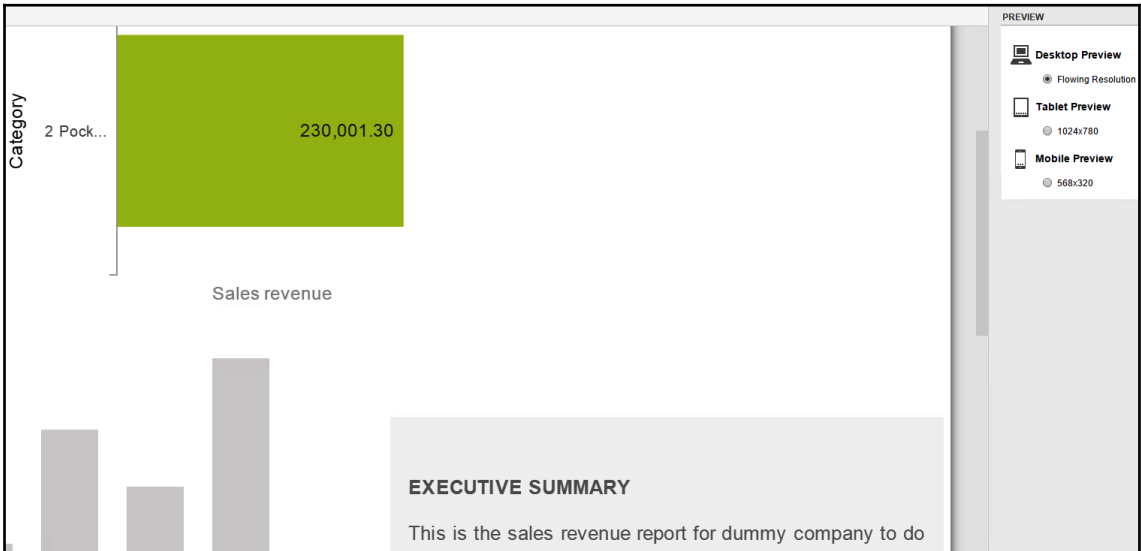 PREVIEW
Desktop Preview
Flowing Resolution
Tablet Preview
1024x780
Mobile Preview
568x320
Category
2 Pock...
230,001.30
Sales revenue
EXECUTIVE SUMMARY
This is the sales revenue report for dummy company to do